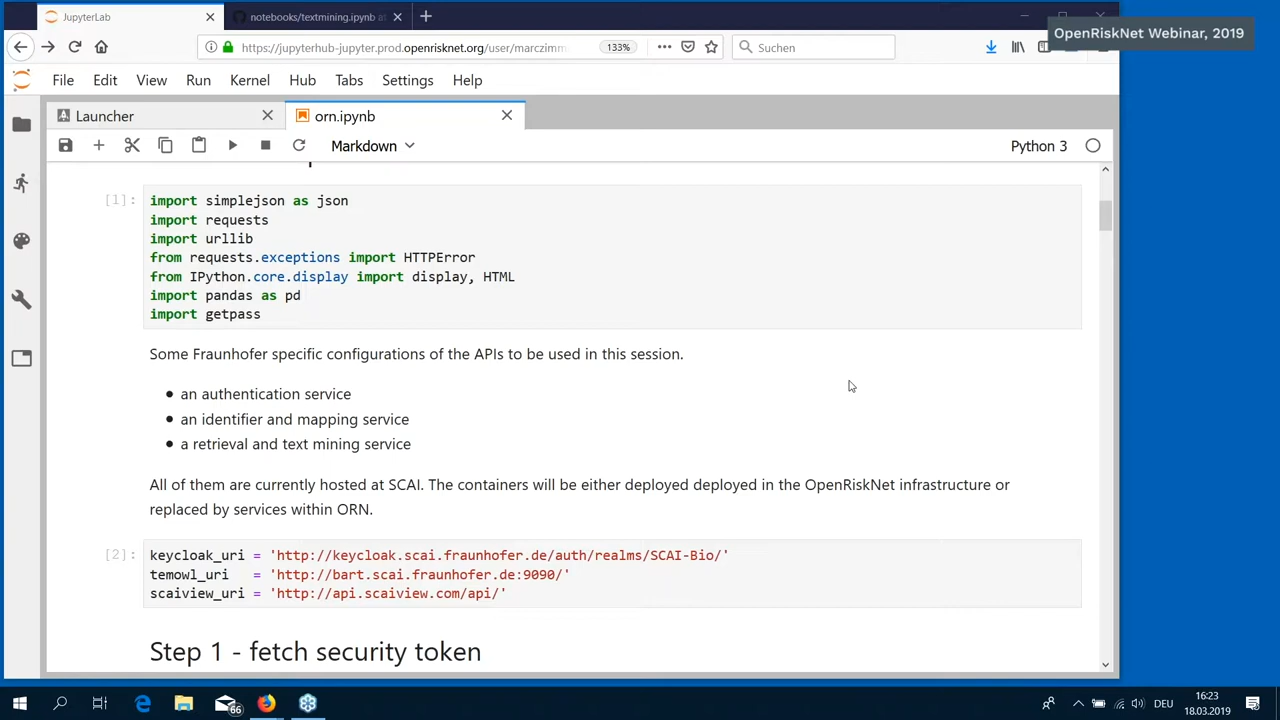 JupyterLab
notebooks/textmining.ipynb at
OpenRiskNet Webinar, 2019
https://jupyterhub-jupyter.prod.openrisknet.org/user/marczimm
133%
Suchen
File Edit View Run Kernel Hub Tabs Settings Help
Launcher
orn.ipynb
Markdown
Python 3
[1]:
import simplejson as json
import requests
import urllib
from requests.exceptions import HTTPError
from IPython.core.display import display, HTML
import pandas as pd
import getpass
Some Fraunhofer specific configurations of the APIs to be used in this session.
• an authentication service
• an identifier and mapping service
• a retrieval and text mining service
All of them are currently hosted at SCAI. The containers will be either deployed deployed in the OpenRiskNet infrastructure or
replaced by services within ORN.
[2]:
keycloak_uri = 'http://keycloak.scai.fraunhofer.de/auth/realms/SCAI-Bio/'
temowl_uri   = 'http://bart.scai.fraunhofer.de:9090/'
scaiview_uri = 'http://api.scaiview.com/api/'
Step 1 - fetch security token
66
DEU
16:23
18.03.2019